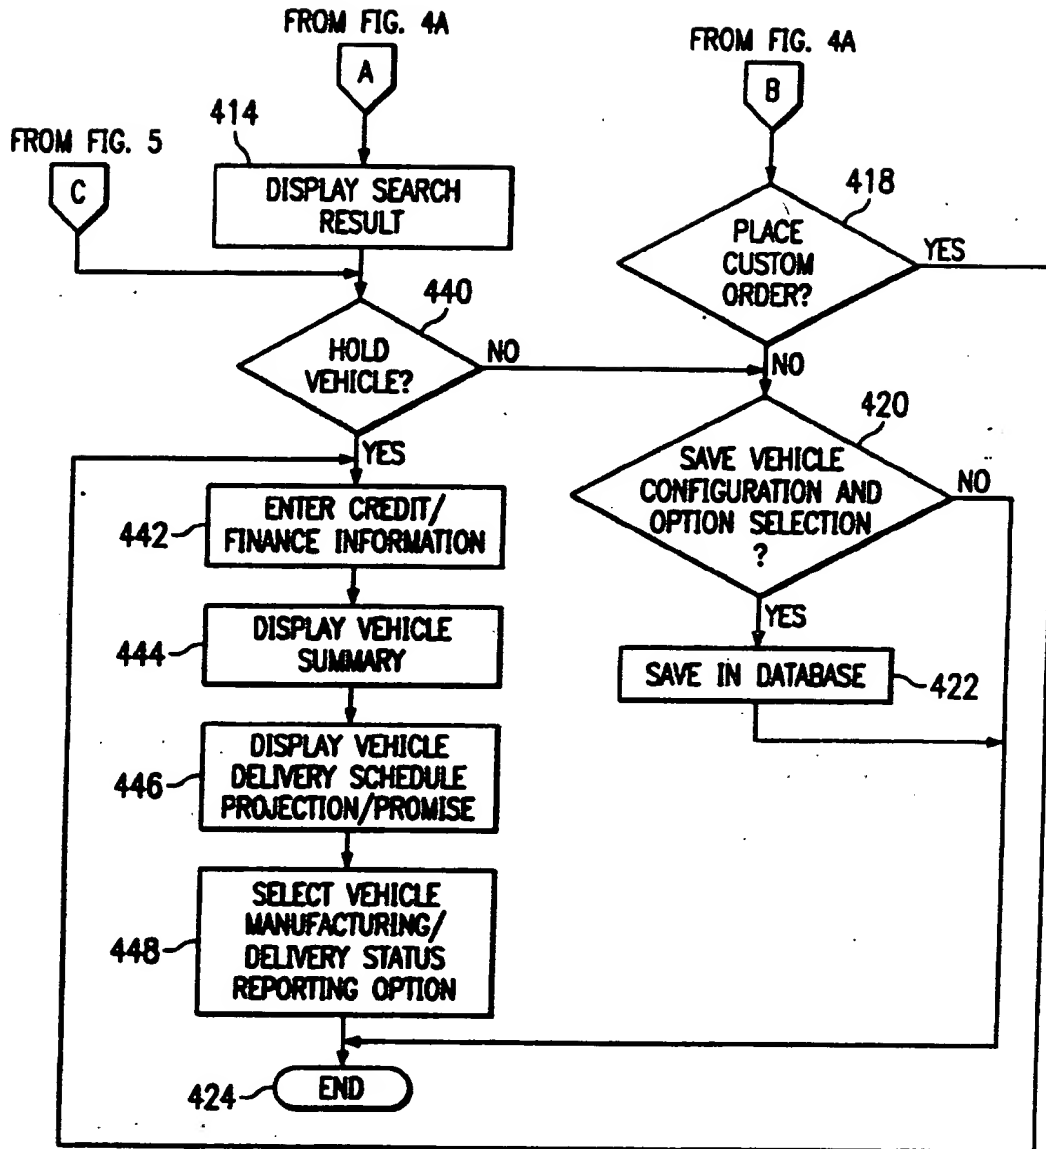 FROM FIG. 4A
A
FROM FIG. 4A
B
FROM FIG. 5
C
414
DISPLAY SEARCH
RESULT
418
PLACE
CUSTOM
ORDER?
YES
NO
440
HOLD
VEHICLE?
NO
YES
420
SAVE VEHICLE
CONFIGURATION AND
OPTION SELECTION
?
NO
YES
442
ENTER CREDIT/
FINANCE INFORMATION
444
DISPLAY VEHICLE
SUMMARY
SAVE IN DATABASE
422
446
DISPLAY VEHICLE
DELIVERY SCHEDULE
PROJECTION/PROMISE
448
SELECT VEHICLE
MANUFACTURING/
DELIVERY STATUS
REPORTING OPTION
424
END